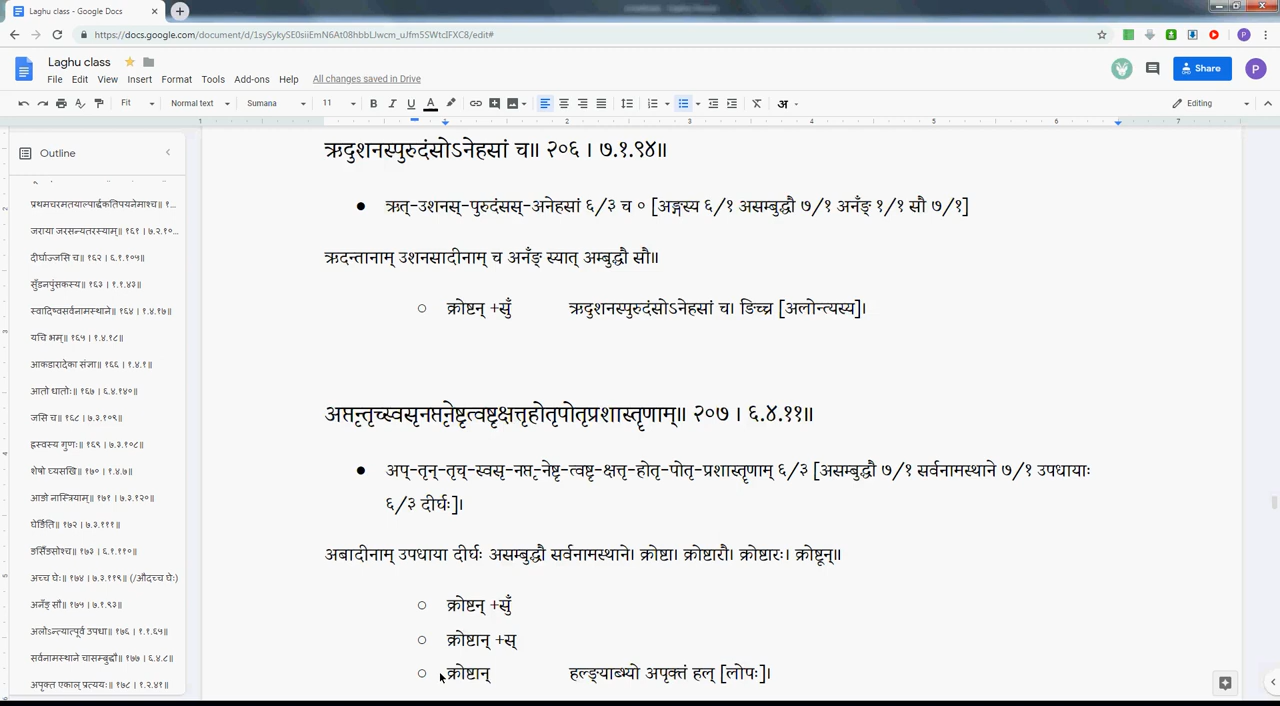 Laghu class - Google Docs
https://docs.google.com/document/d/1sySykySE0siiEmN6At08hbbLJwcm_uJfm5SWtcIFXC8/edit#
Laghu class
File Edit View Insert Format Tools Add-ons Help All changes saved in Drive
Share
Fit Normal text Sumana 11 Editing
Outline
प्रथमचरमतयाल्पार्द्धकतिपयनेमाश्च॥ १...
जराया जरसन्यतरस्याम्॥ १६१ । ७.२.१०...
दीर्घाज्जसि च॥ १६२ । ६.१.१०५॥
सुँडनपुंसकस्य॥ १६३ । १.१.४३॥
स्वादिष्वसर्वनामस्थाने॥ १६४ । १.४.१७॥
यचि भम्॥ १६५ । १.४.१८॥
आकडारादेका संज्ञा॥ १६६ । १.४.१॥
आतो धातोः॥ १६७ । ६.४.१४०॥
जसि च॥ १६८ । ७.३.१०९॥
ह्रस्वस्य गुणः॥ १६९ । ७.३.१०८॥
शेषो घ्यसखि॥ १७० । १.४.७॥
आङो नास्त्रियाम्॥ १७१ । ७.३.१२०॥
घेर्ङिति॥ १७२ । ७.३.१११॥
ङसिँङसोश्च॥ १७३ । ६.१.११०॥
अच्च घेः॥ १७४ । ७.३.११९॥ (/औदच्च घेः)
अनँङ् सौ॥ १७५ । ७.१.९३॥
अलोऽन्त्यात्पूर्व उपधा॥ १७६ । १.१.६५॥
सर्वनामस्थाने चासम्बुद्धौ॥ १७७ । ६.४.८॥
अपृक्त एकाल् प्रत्ययः॥ १७८ । १.२.४१॥
ऋदुशनस्पुरुदंसोऽनेहसां च॥ २०६ । ७.१.९४॥
● ऋत्-उशनस्-पुरुदंसस्-अनेहसां ६/३ च ० [अङ्गस्य ६/१ असम्बुद्धौ ७/१ अनँङ् १/१ सौ ७/१]
ऋदन्तानाम् उशनसादीनाम् च अनँङ् स्यात् अम्बुद्धौ सौ॥
○ क्रोष्टन् +सुँ ऋदुशनस्पुरुदंसोऽनेहसां च। ङिच्च [अलोन्त्यस्य]।
अप्तृन्तृच्स्वसृनप्तृनेष्टृत्वष्टृक्षत्तृहोतृपोतृप्रशास्तॄणाम्॥ २०७ । ६.४.११॥
● अप्-तृन्-तृच्-स्वसृ-नप्तृ-नेष्टृ-त्वष्टृ-क्षत्तृ-होतृ-पोतृ-प्रशास्तॄणाम् ६/३ [असम्बुद्धौ ७/१ सर्वनामस्थाने ७/१ उपधायाः
६/३ दीर्घः]।
अबादीनाम् उपधाया दीर्घः असम्बुद्धौ सर्वनामस्थाने। क्रोष्टा। क्रोष्टारौ। क्रोष्टारः। क्रोष्टून्॥
○ क्रोष्टन् +सुँ
○ क्रोष्टान् +स्
○ क्रोष्टान् हल्ङ्याब्भ्यो अपृक्तं हल् [लोपः]।